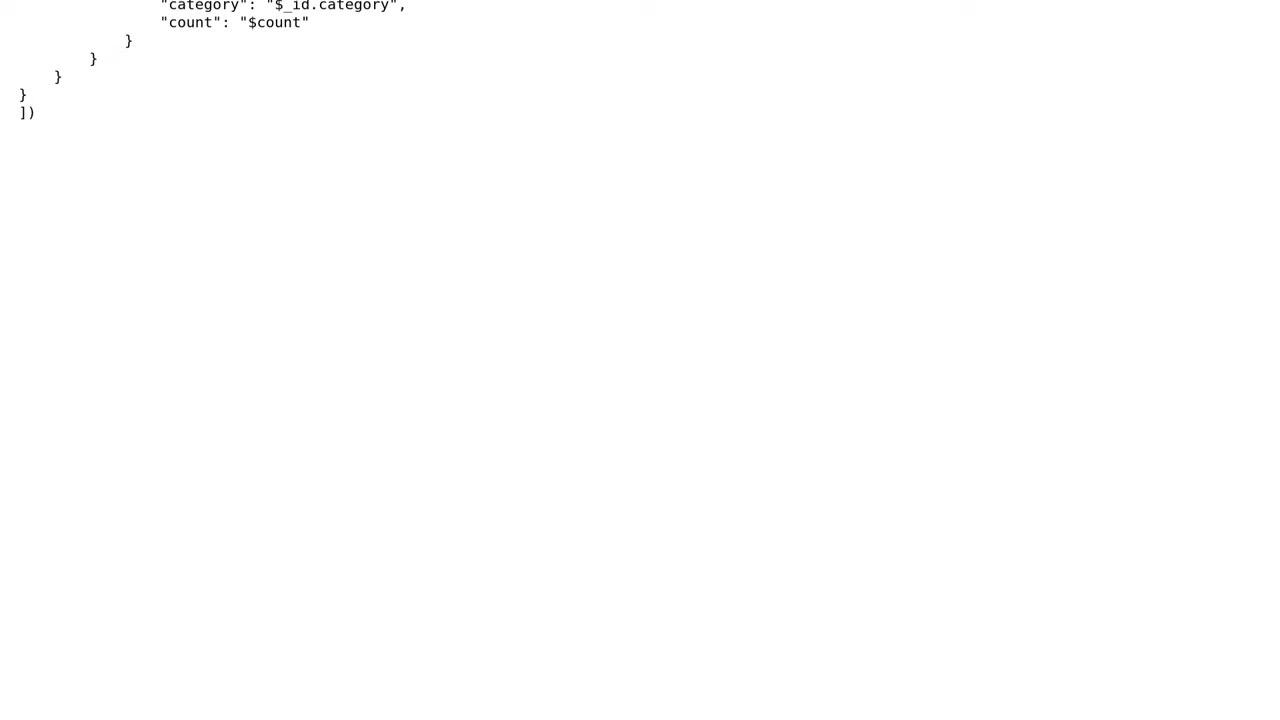 "category": "$_id.category",
"count": "$count"
}
}
}
}
])